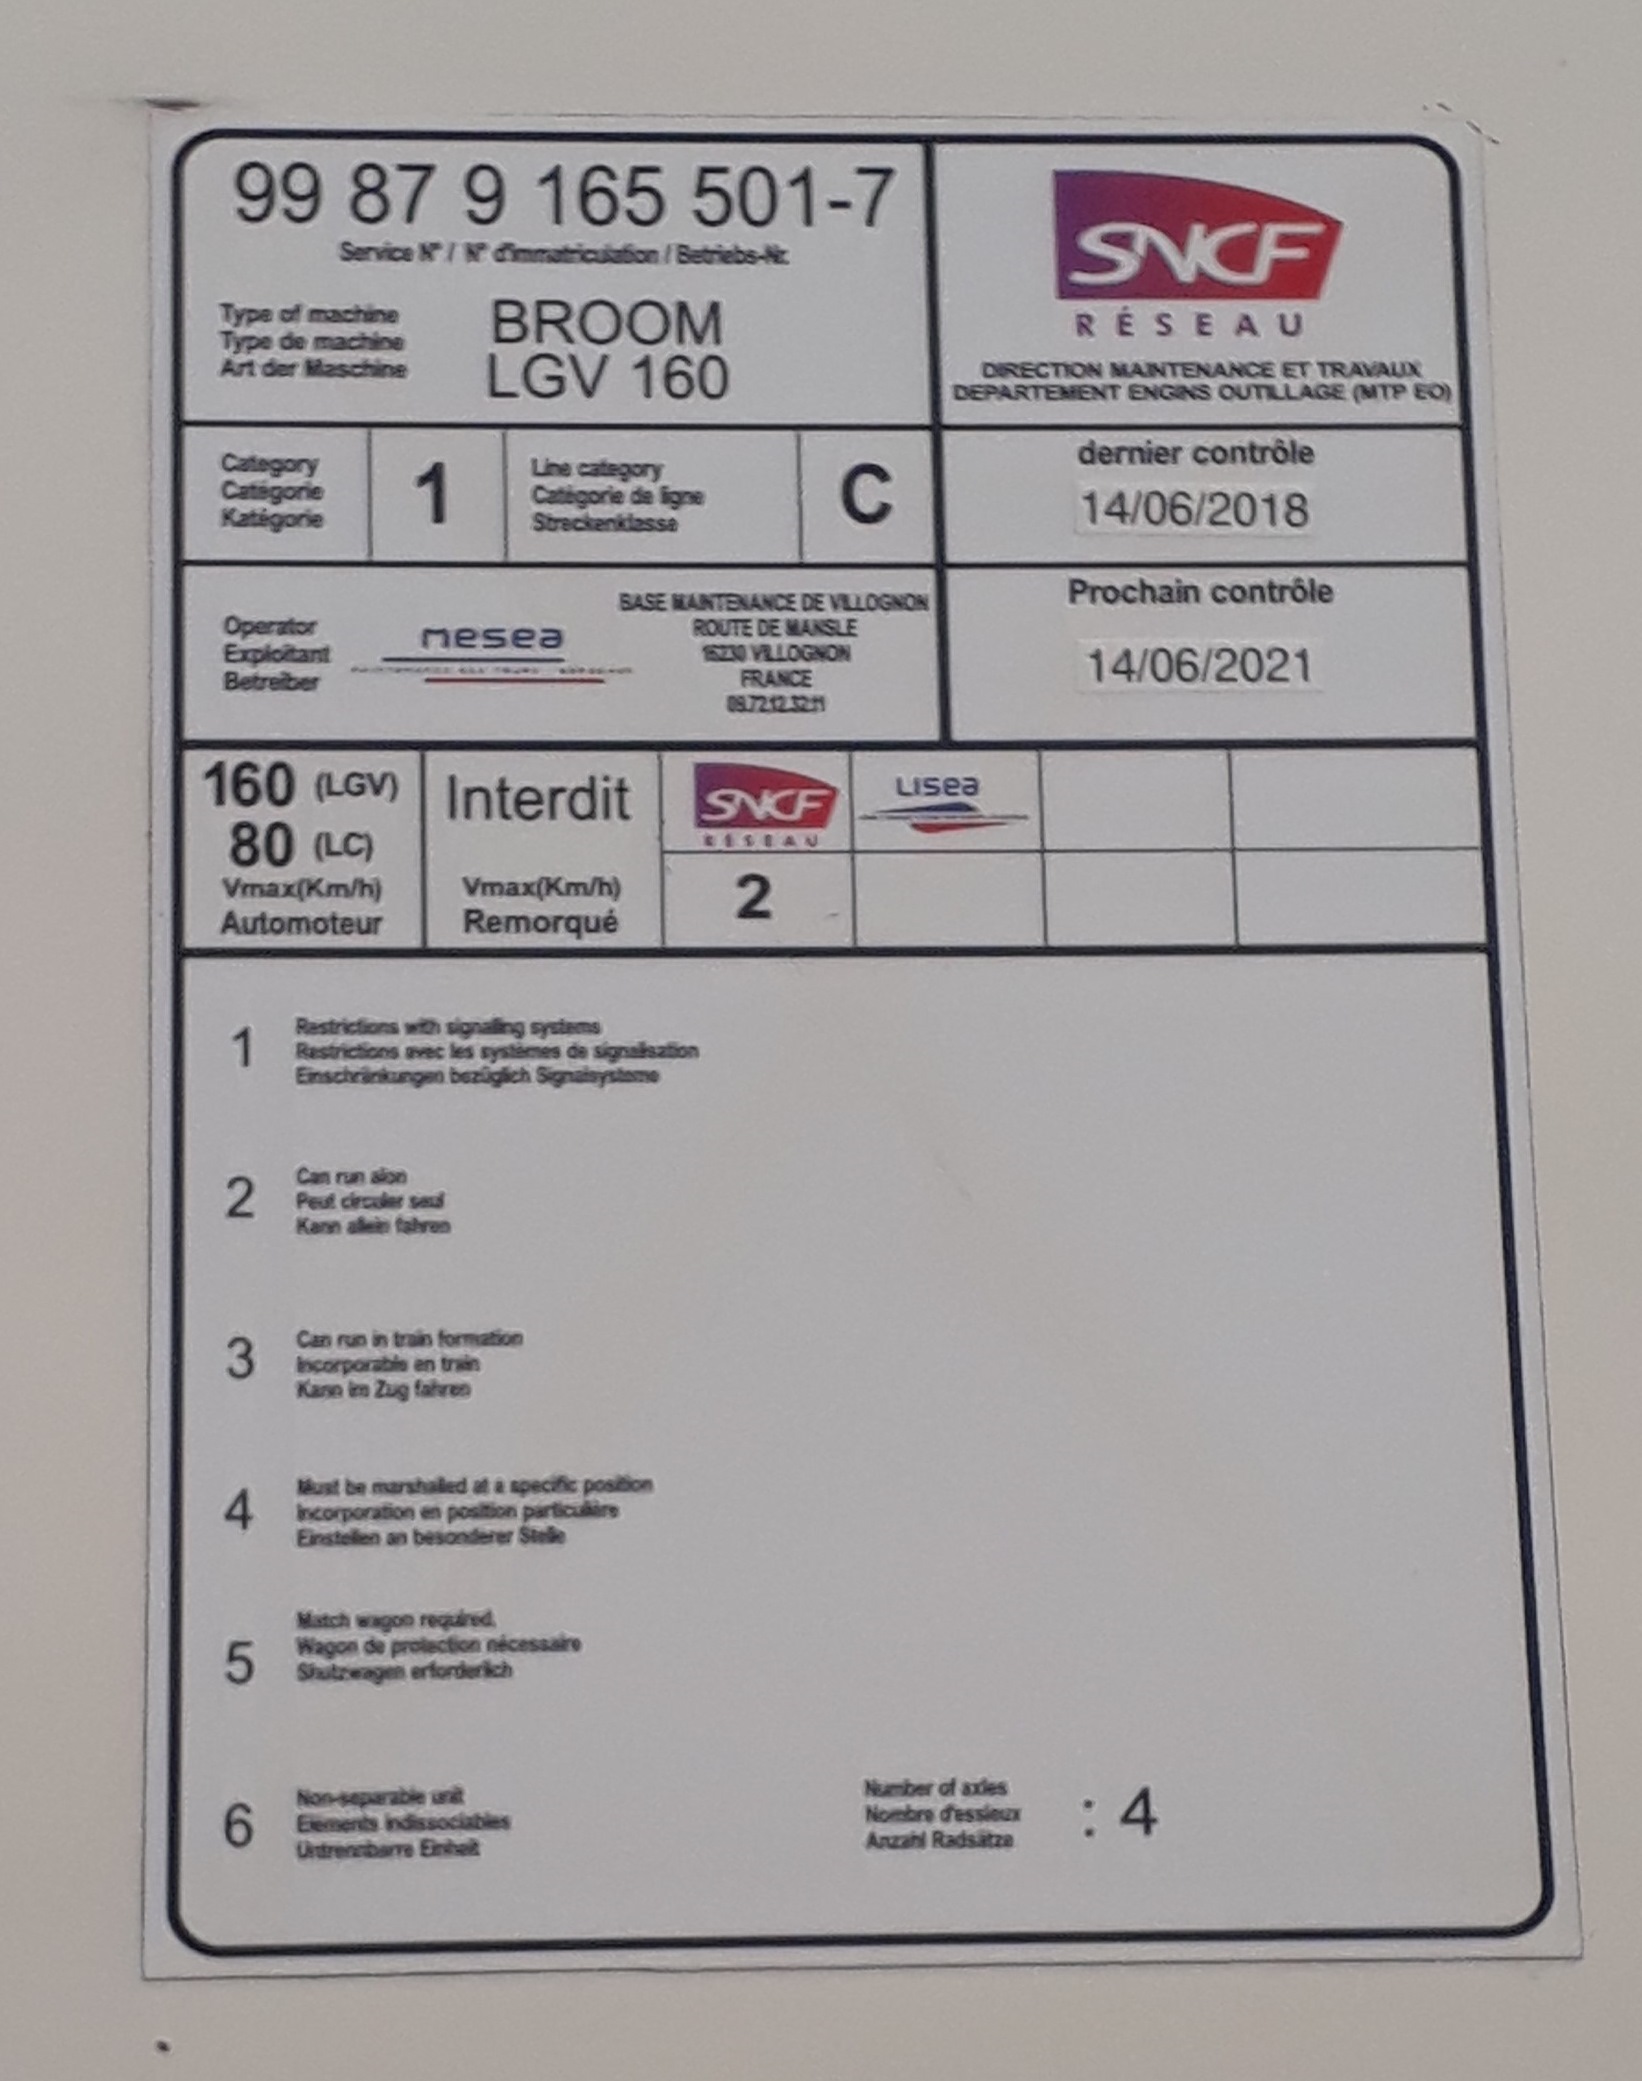 99 87 9 165 501-7
Service N° / N° d'immatriculation / Betriebs-Nr.
Type of machine
Type de machine
Art der Maschine
BROOM
LGV 160
SNCF
RÉSEAU
DIRECTION MAINTENANCE ET TRAVAUX
DEPARTEMENT ENGINS OUTILLAGE (MTP EO)
Category
Catégorie
Katégorie
1
Line category
Catégorie de ligne
Streckenklasse
C
dernier contrôle
14/06/2018
Operator
Exploitant
Betreiber
mesea
BASE MAINTENANCE DE VILLOGNON
ROUTE DE MANSLE
16230 VILLOGNON
FRANCE
Prochain contrôle
14/06/2021
160 (LGV)
80 (LC)
Vmax(Km/h)
Automoteur
Interdit
Vmax(Km/h)
Remorqué
SNCF
RÉSEAU
LISEA
2
1
Restrictions with signaling systems
Restrictions avec les systèmes de signalisation
Einschränkungen bezüglich Signalsysteme
2
Can run alon
Peut circuler seul
Kann allein fahren
3
Can run in train formation
Incorporable en train
Kann im Zug fahren
4
Must be marshalled at a specific position
Incorporation en position particulière
Einstellen an besonderer Stelle
5
Match wagon required.
Wagon de protection nécessaire
Shutzwagen erforderlich
6
Non-separable unit
Elements indissociables
Untrennbarre Einheit
Number of axles
Nombre d'essieux
Anzahl Radsätze
: 4